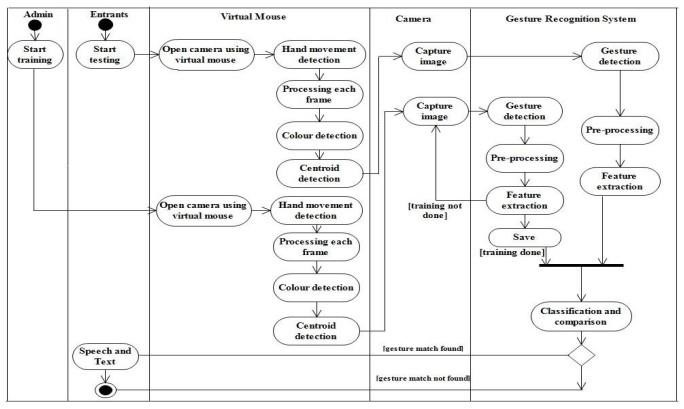 Admin
Entrants
Virtual Mouse
Camera
Gesture Recognition System
Start
training
Start
testing
Open camera using
virtual mouse
Hand movement
detection
Capture
image
Gesture
detection
Processing each
frame
Capture
image
Gesture
detection
Colour detection
Pre-processing
Pre-processing
Centroid
detection
Feature
extraction
[training not
done]
Feature
extraction
Open camera using
virtual mouse
Hand movement
detection
Save
[training done]
Processing each
frame
Colour detection
Classification and
comparison
Centroid
detection
Speech and
Text
[gesture match found]
[gesture match not found]